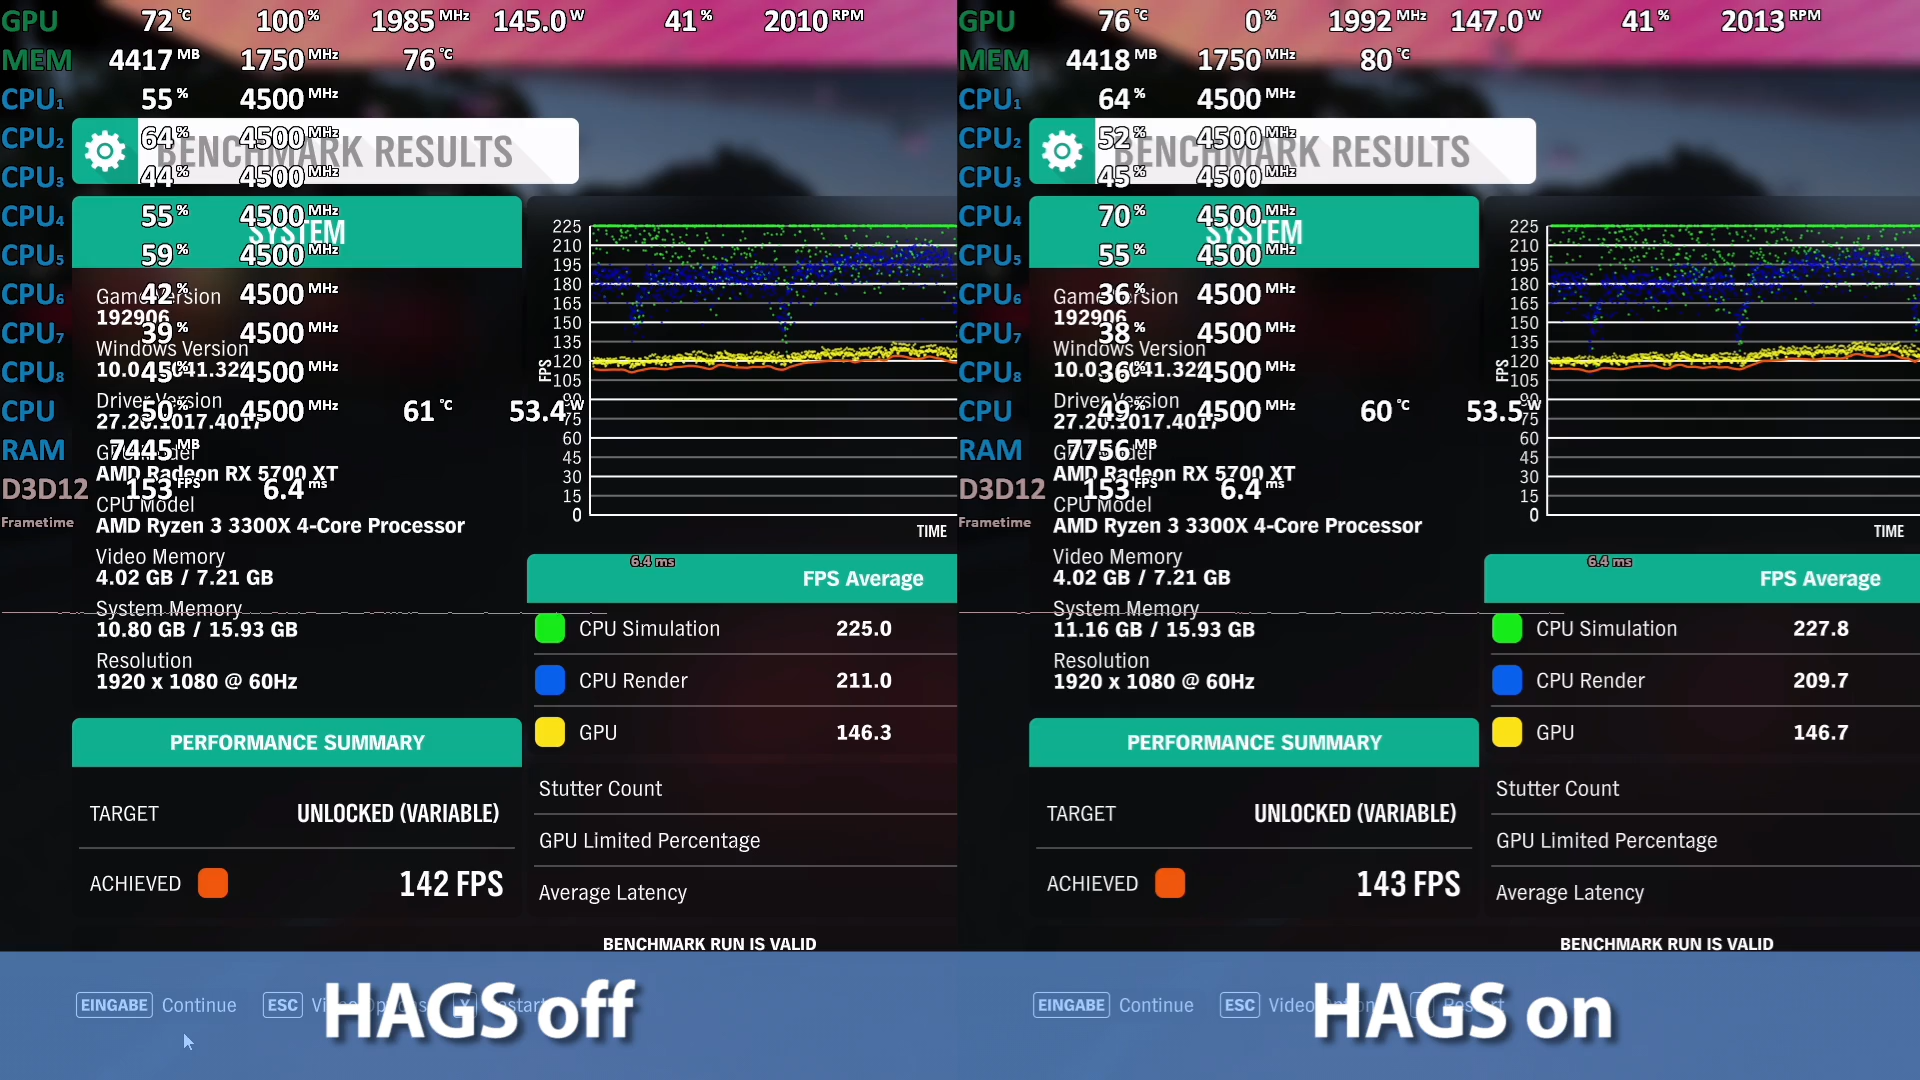 GPU 72 °C 100 % 1985 MHz 145.0 W 41 % 2010 RPM
MEM 4417 MB 1750 MHz 76 °C
CPU1 55 % 4500 MHz
CPU2 64 % 4500 MHz
BENCHMARK RESULTS
CPU3 44 % 4500 MHz
CPU4 55 % 4500 MHz
SYSTEM
CPU5 59 % 4500 MHz
CPU6 42 % 4500 MHz
Game Version
192906
CPU7 39 % 4500 MHz
Windows Version
CPU8 45 % 4500 MHz
Driver Version
CPU 50 % 4500 MHz 61 °C 53.4 W
27.20.1017.4017
RAM 7445 MB
AMD Radeon RX 5700 XT
D3D12 153 FPS 6.4 ms
CPU Model
Frametime
AMD Ryzen 3 3300X 4-Core Processor
Video Memory
4.02 GB / 7.21 GB
System Memory
10.80 GB / 15.93 GB
Resolution
1920 x 1080 @ 60Hz
PERFORMANCE SUMMARY
TARGET UNLOCKED (VARIABLE)
ACHIEVED 142 FPS
225
210
195
180
165
150
135
120
105
90
75
60
45
30
15
0
FPS
TIME
6.4 ms
FPS Average
CPU Simulation 225.0
CPU Render 211.0
GPU 146.3
Stutter Count
GPU Limited Percentage
Average Latency
BENCHMARK RUN IS VALID
EINGABE Continue ESC
HAGS off
GPU 76 °C 0 % 1992 MHz 147.0 W 41 % 2013 RPM
MEM 4418 MB 1750 MHz 80 °C
CPU1 64 % 4500 MHz
CPU2 52 % 4500 MHz
BENCHMARK RESULTS
CPU3 45 % 4500 MHz
CPU4 70 % 4500 MHz
SYSTEM
CPU5 55 % 4500 MHz
CPU6 36 % 4500 MHz
Game Version
192906
CPU7 38 % 4500 MHz
Windows Version
CPU8 36 % 4500 MHz
Driver Version
CPU 49 % 4500 MHz 60 °C 53.5 W
27.20.1017.4017
RAM 7756 MB
AMD Radeon RX 5700 XT
D3D12 153 FPS 6.4 ms
CPU Model
Frametime
AMD Ryzen 3 3300X 4-Core Processor
Video Memory
4.02 GB / 7.21 GB
System Memory
11.16 GB / 15.93 GB
Resolution
1920 x 1080 @ 60Hz
PERFORMANCE SUMMARY
TARGET UNLOCKED (VARIABLE)
ACHIEVED 143 FPS
225
210
195
180
165
150
135
120
105
90
75
60
45
30
15
0
FPS
TIME
6.4 ms
FPS Average
CPU Simulation 227.8
CPU Render 209.7
GPU 146.7
Stutter Count
GPU Limited Percentage
Average Latency
BENCHMARK RUN IS VALID
EINGABE Continue ESC Video
HAGS on